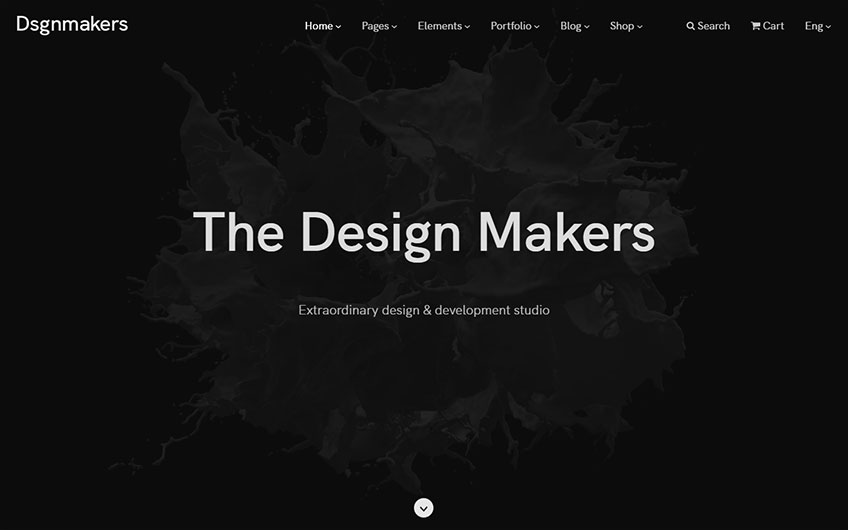 Dsgnmakers
Home Pages Elements Portfolio Blog Shop Search Cart Eng
The Design Makers
Extraordinary design & development studio